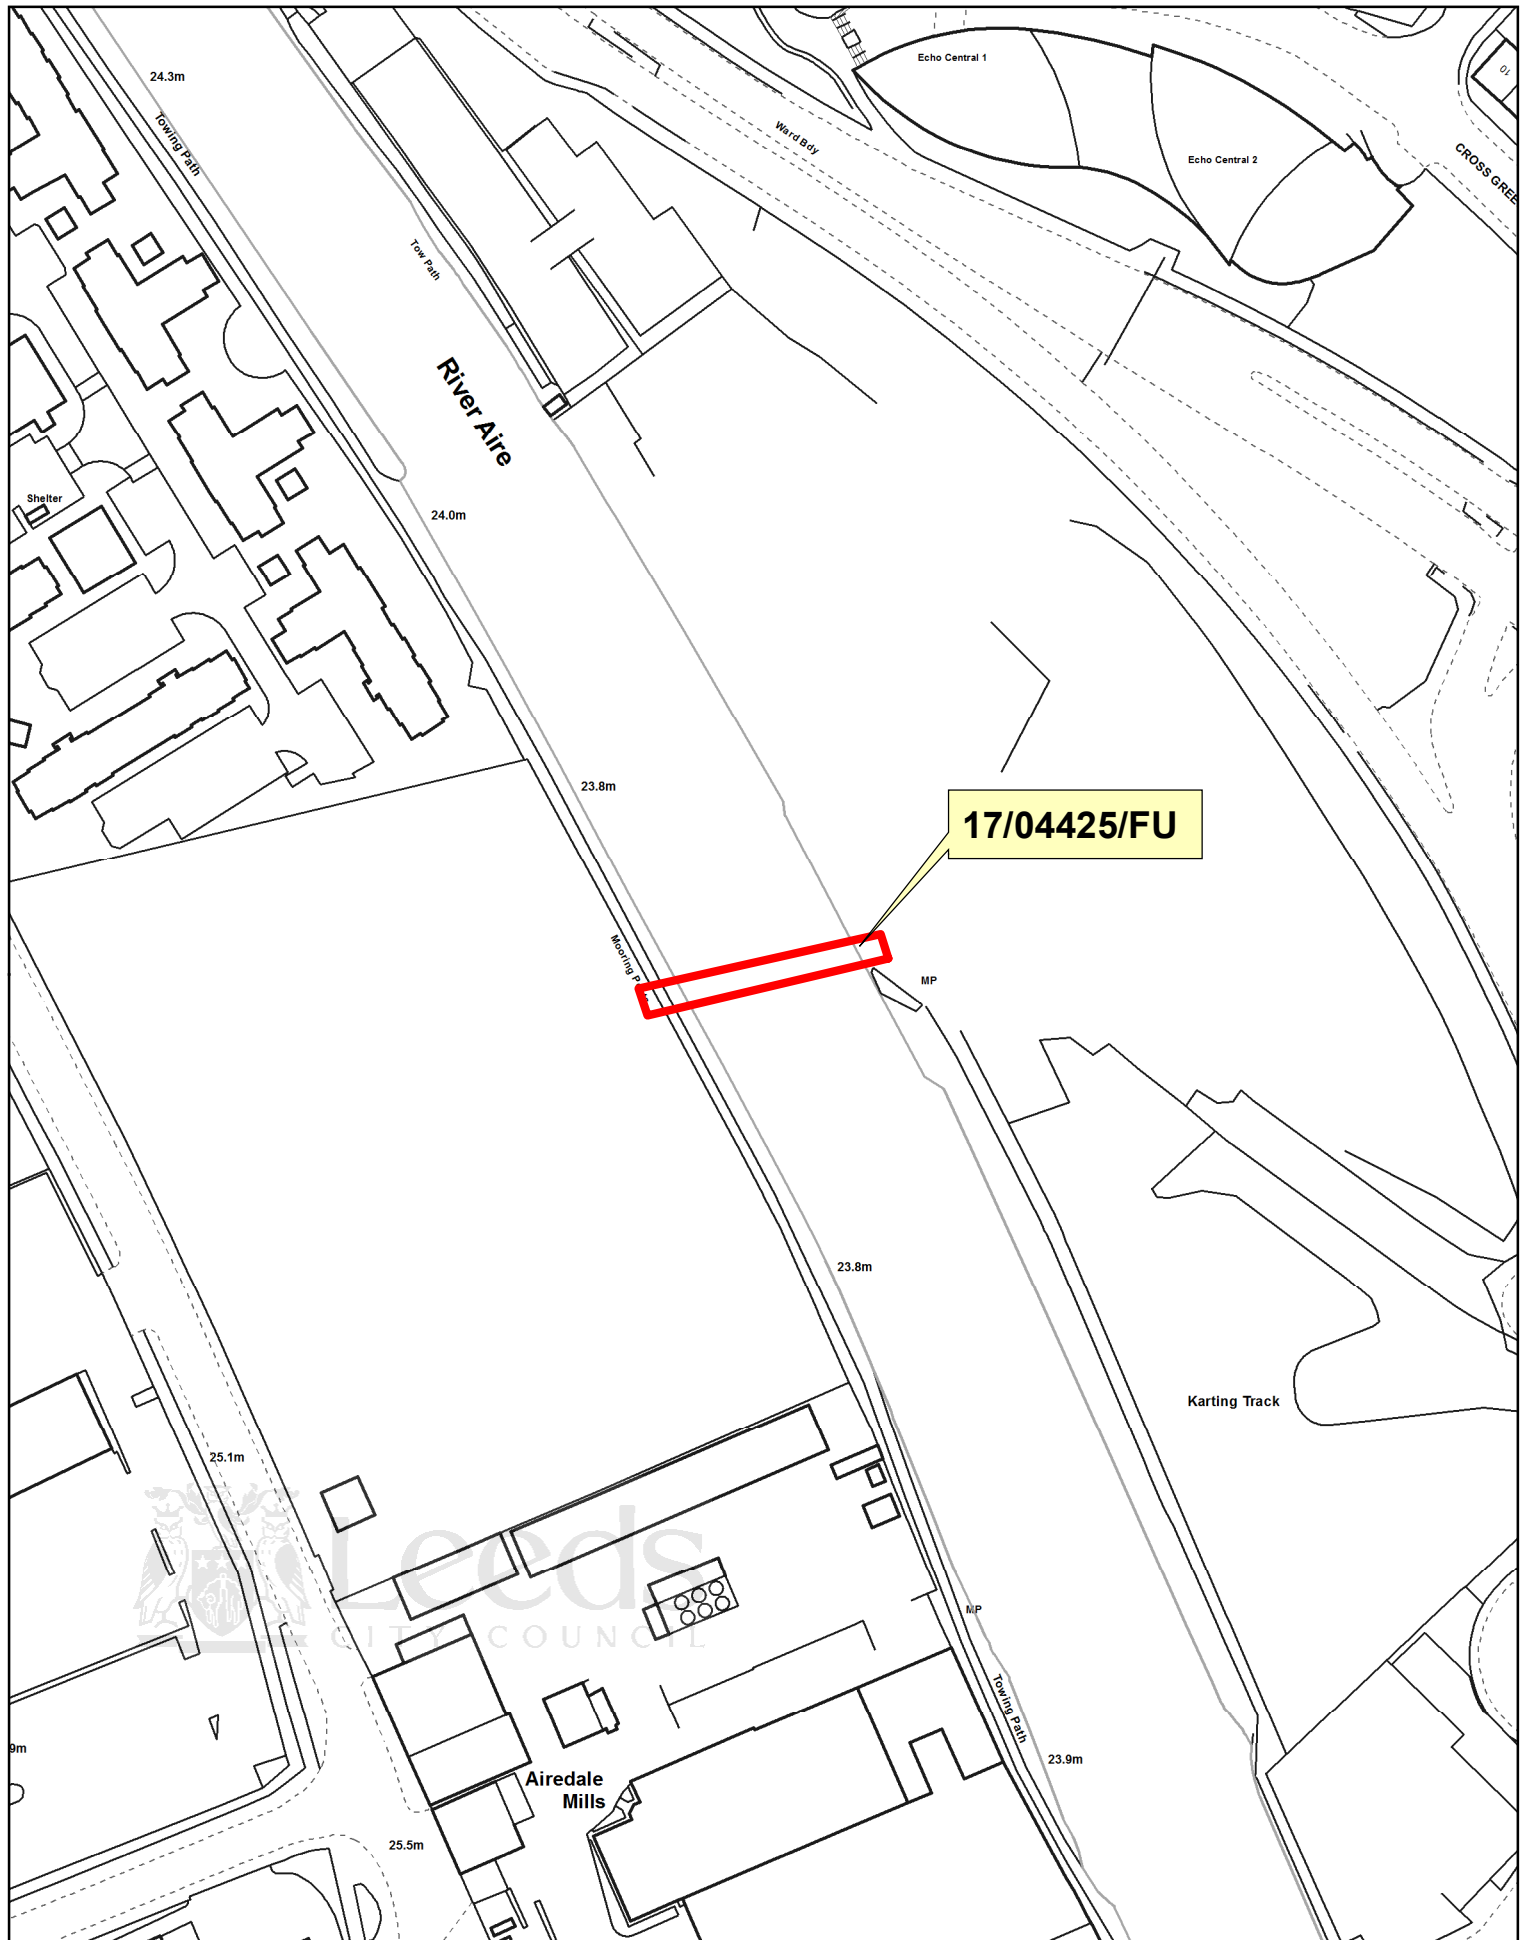 Echo Central 1
24.3m
10
Towing Path
Ward Bdy
Echo Central 2
Tow Path
River Aire
Shelter
24.0m
23.8m
17/04425/FU
Mooring
MP
23.8m
Karting Track
25.1m
Leeds
CITY COUNCIL
MP
Towing Path
9m
23.9m
Airedale
Mills
25.5m